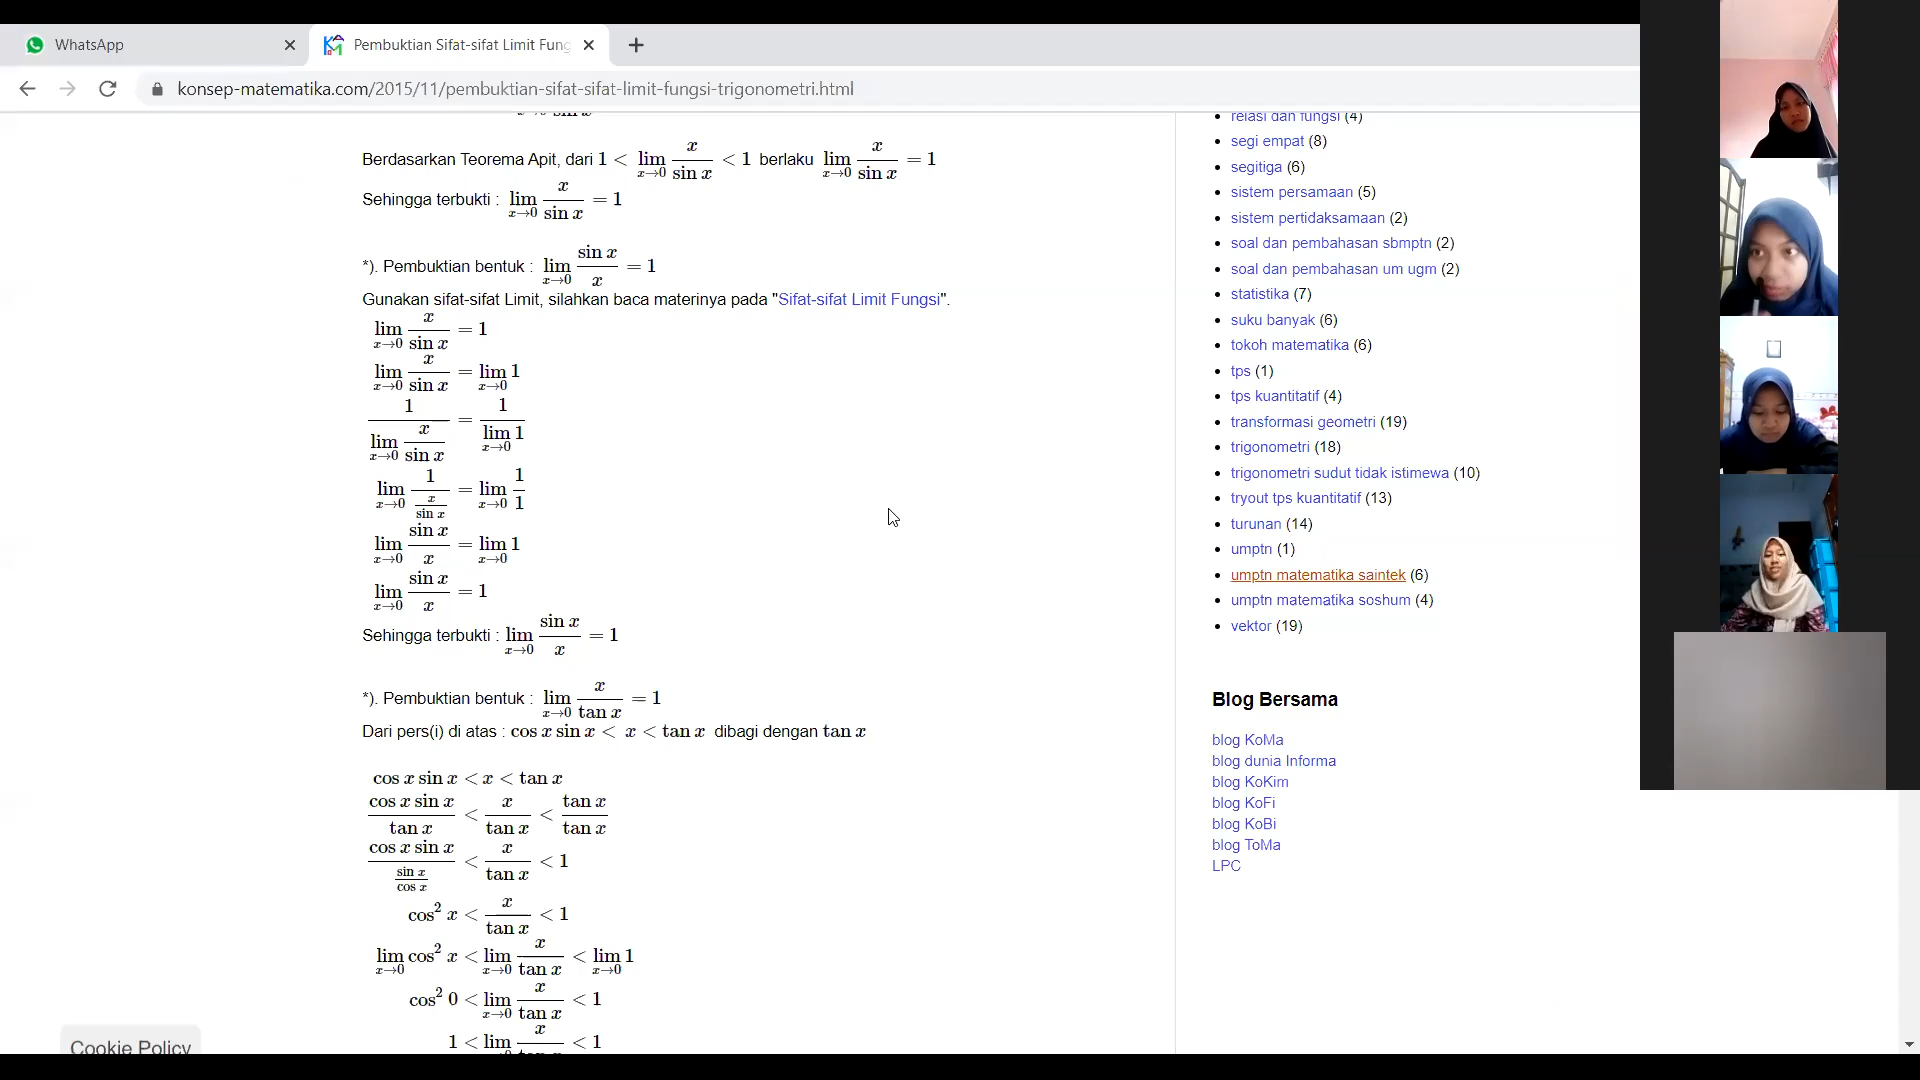 WhatsApp
Pembuktian Sifat-sifat Limit Fung
konsep-matematika.com/2015/11/pembuktian-sifat-sifat-limit-fungsi-trigonometri.html
Berdasarkan Teorema Apit, dari 1 < lim x→0 x/sin x < 1 berlaku lim x→0 x/sin x = 1
Sehingga terbukti : lim x→0 x/sin x = 1
*). Pembuktian bentuk : lim x→0 sin x/x = 1
Gunakan sifat-sifat Limit, silahkan baca materinya pada "Sifat-sifat Limit Fungsi".
lim x→0 x/sin x = 1
lim x→0 x/sin x = lim x→0 1
1/(lim x→0 x/sin x) = 1/(lim x→0 1)
lim x→0 1/(x/sin x) = lim x→0 1/1
lim x→0 sin x/x = lim x→0 1
lim x→0 sin x/x = 1
Sehingga terbukti : lim x→0 sin x/x = 1
*). Pembuktian bentuk : lim x→0 x/tan x = 1
Dari pers(i) di atas : cos x sin x < x < tan x dibagi dengan tan x
cos x sin x < x < tan x
cos x sin x/tan x < x/tan x < tan x/tan x
cos x sin x/(sin x/cos x) < x/tan x < 1
cos² x < x/tan x < 1
lim x→0 cos² x < lim x→0 x/tan x < lim x→0 1
cos² 0 < lim x→0 x/tan x < 1
1 < lim x/tan x < 1
Cookie Policy
relasi dan fungsi (4)
segi empat (8)
segitiga (6)
sistem persamaan (5)
sistem pertidaksamaan (2)
soal dan pembahasan sbmptn (2)
soal dan pembahasan um ugm (2)
statistika (7)
suku banyak (6)
tokoh matematika (6)
tps (1)
tps kuantitatif (4)
transformasi geometri (19)
trigonometri (18)
trigonometri sudut tidak istimewa (10)
tryout tps kuantitatif (13)
turunan (14)
umptn (1)
umptn matematika saintek (6)
umptn matematika soshum (4)
vektor (19)
Blog Bersama
blog KoMa
blog dunia Informa
blog KoKim
blog KoFi
blog KoBi
blog ToMa
LPC